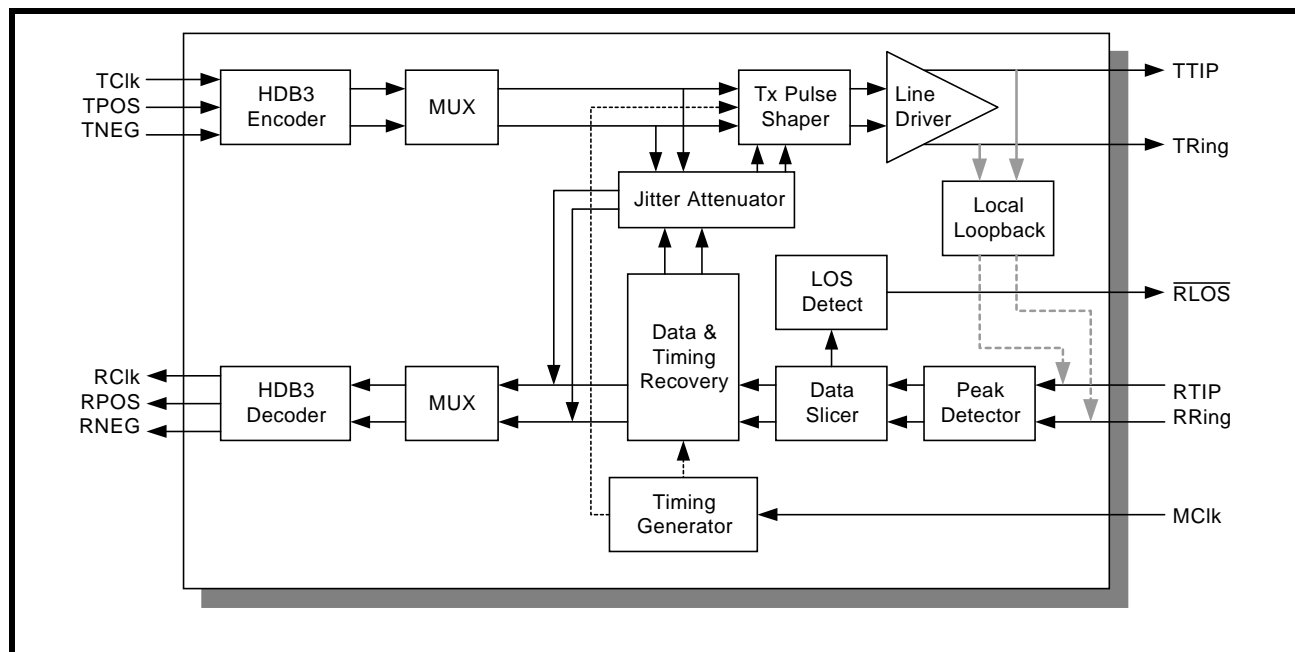 TClk
TPOS
TNEG
HDB3
Encoder
MUX
Tx Pulse
Shaper
Line
Driver
TTIP
TRing
Jitter Attenuator
Local
Loopback
LOS
Detect
RLOS
Data &
Timing
Recovery
RClk
RPOS
RNEG
HDB3
Decoder
MUX
Data
Slicer
Peak
Detector
RTIP
RRing
Timing
Generator
MClk